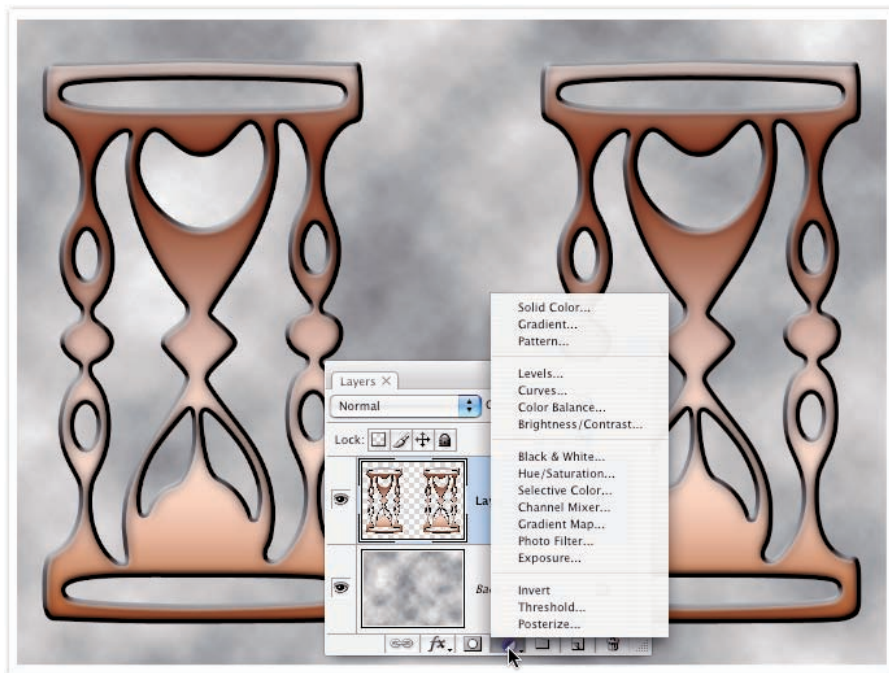 Layers
Normal
Lock:
Solid Color...
Gradient...
Pattern...
Levels...
Curves...
Color Balance...
Brightness/Contrast...
Black & White...
Hue/Saturation...
Selective Color...
Channel Mixer...
Gradient Map...
Photo Filter...
Exposure...
Invert
Threshold...
Posterize...
fx